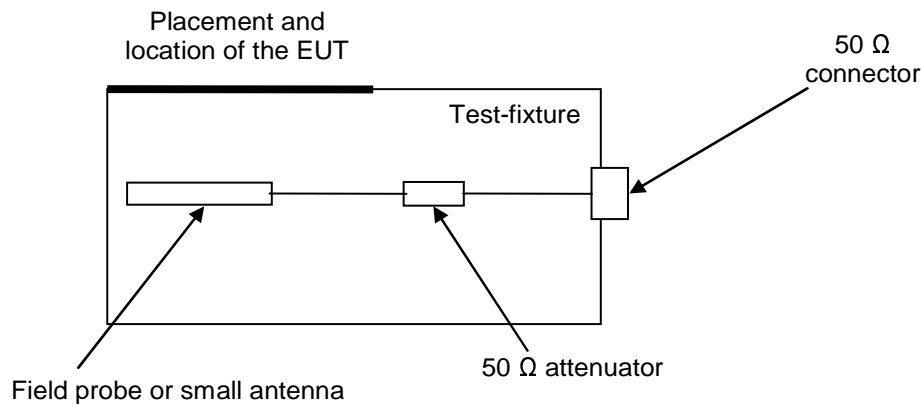 Placement and
location of the EUT
50 Ω
connector
Test-fixture
50 Ω attenuator
Field probe or small antenna